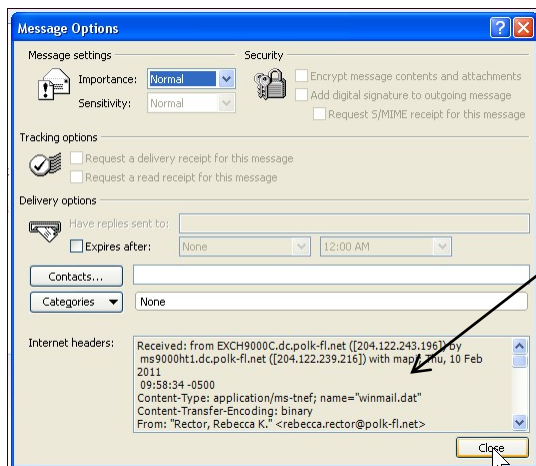 Message Options
Message settings
Security
Importance: Normal
Sensitivity: Normal
Encrypt message contents and attachments
Add digital signature to outgoing message
Request S/MIME receipt for this message
Tracking options
Request a delivery receipt for this message
Request a read receipt for this message
Delivery options
Have replies sent to:
Expires after: None 12:00 AM
Contacts...
Categories None
Internet headers:
Received: from EXCH9000C.dc.polk-fl.net ([204.122.243.196]) by
ms9000ht1.dc.polk-fl.net ([204.122.239.216]) with mapi; Thu, 10 Feb
2011
09:58:34 -0500
Content-Type: application/ms-tnef; name="winmail.dat"
Content-Transfer-Encoding: binary
From: "Rector, Rebecca K." <rebecca.rector@polk-fl.net>
Close